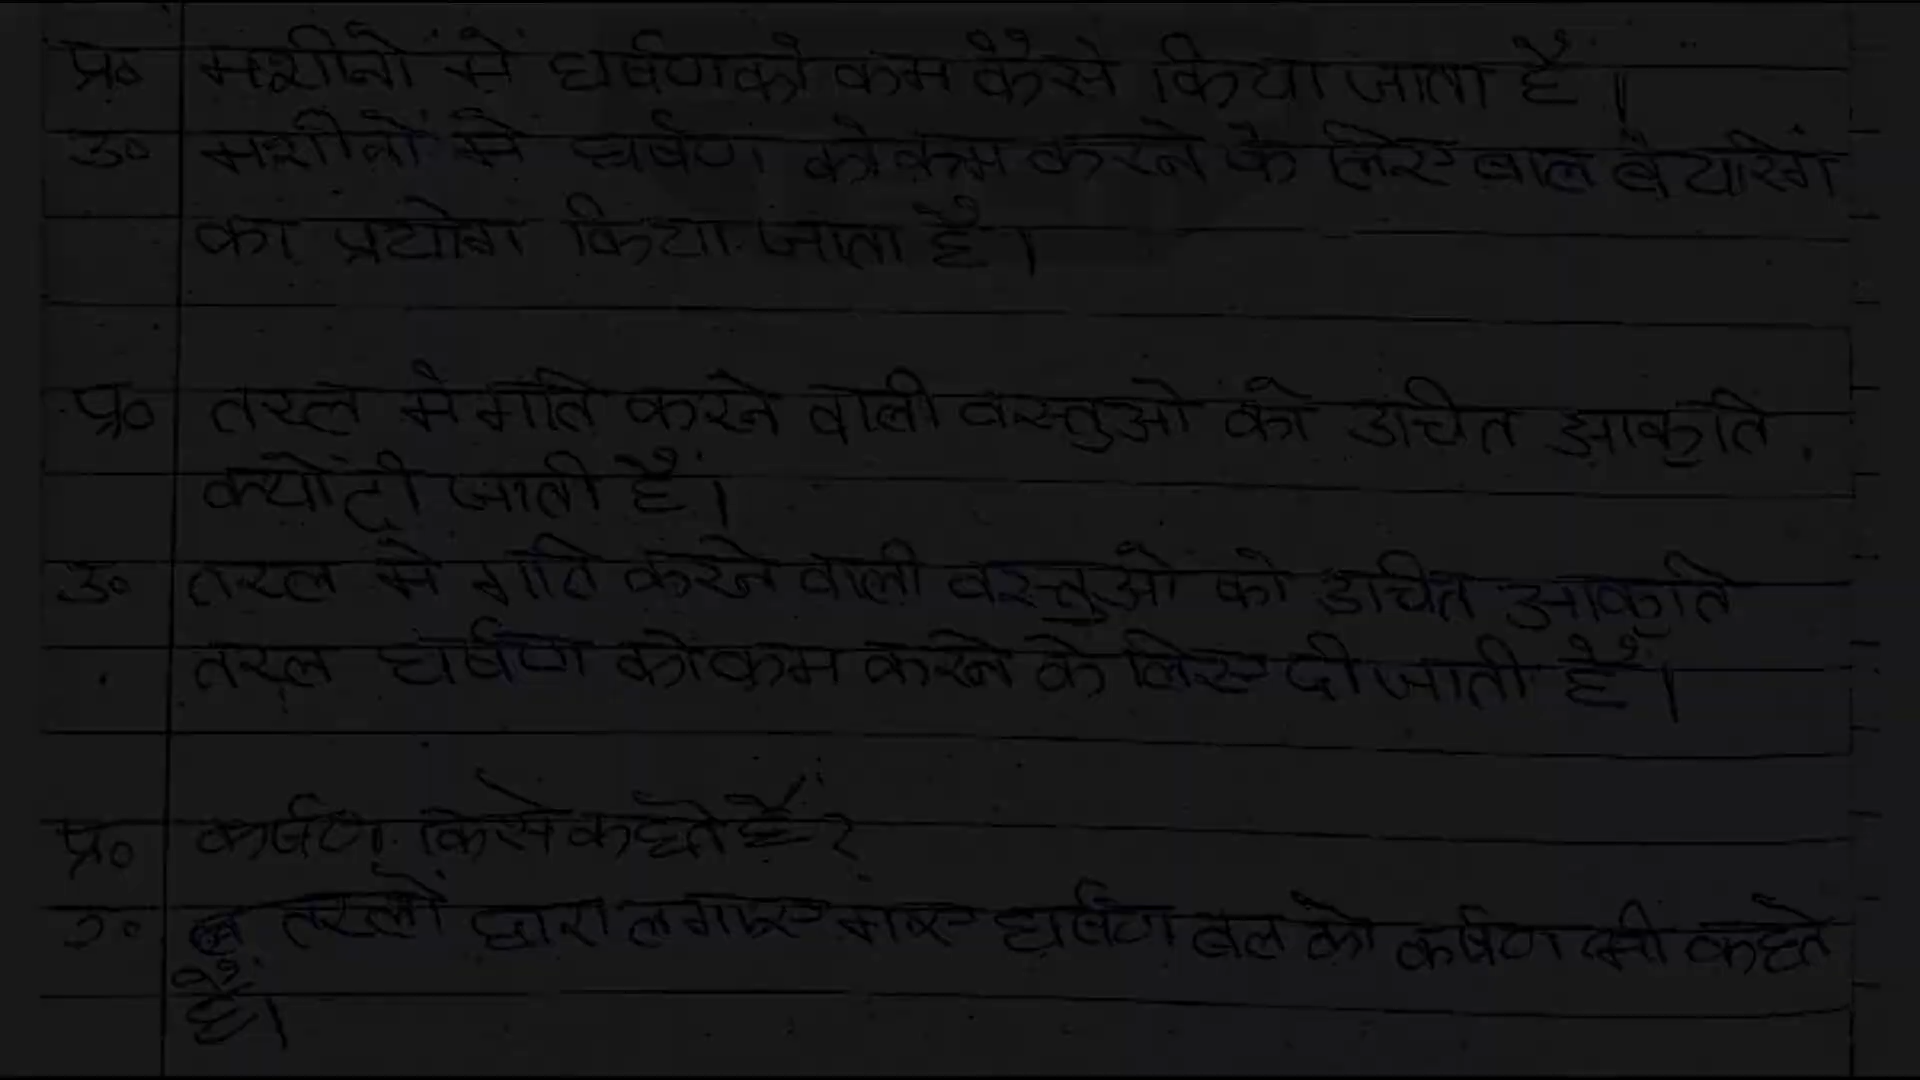 प्र० मशीनों में घर्षण को कम कैसे किया जाता है।
उ० मशीनों में घर्षण को कम करने के लिए बाल बेयरिंग
का प्रयोग किया जाता है।
प्र० तरल मे गति करने वाली वस्तुओ को उचित आकृति
क्यों दी जाती है।
उ० तरल मे गति करने वाली वस्तुओ को उचित आकृति
तरल घर्षण को कम करने के लिए दी जाती है।
प्र० कर्षण किसे कहते है?
उ० तरलों द्वारा लगाए गए घर्षण बल को कर्षण भी कहते
है।